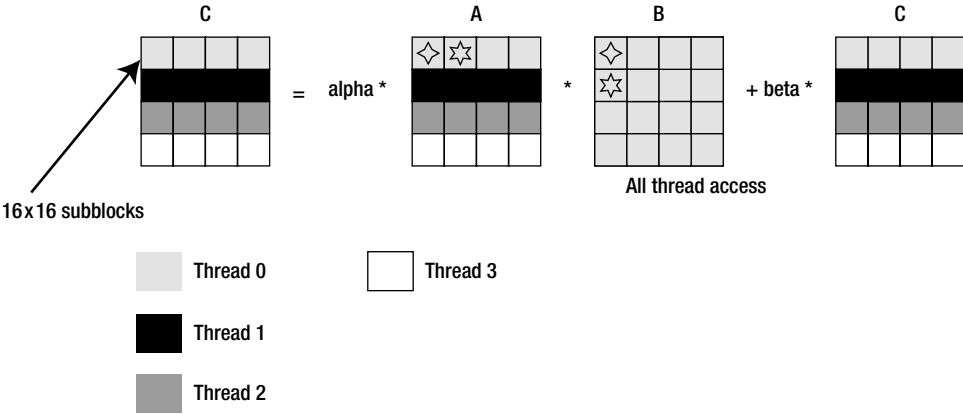 C A B C
= alpha * * + beta *
All thread access
16x16 subblocks
Thread 0 Thread 3
Thread 1
Thread 2